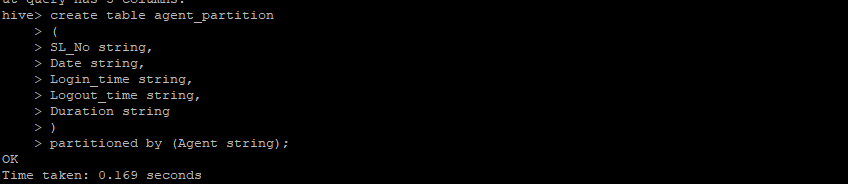 ut query has 5 columns.
hive> create table agent_partition
    > (
    > SL_No string,
    > Date string,
    > Login_time string,
    > Logout_time string,
    > Duration string
    > )
    > partitioned by (Agent string);
OK
Time taken: 0.169 seconds